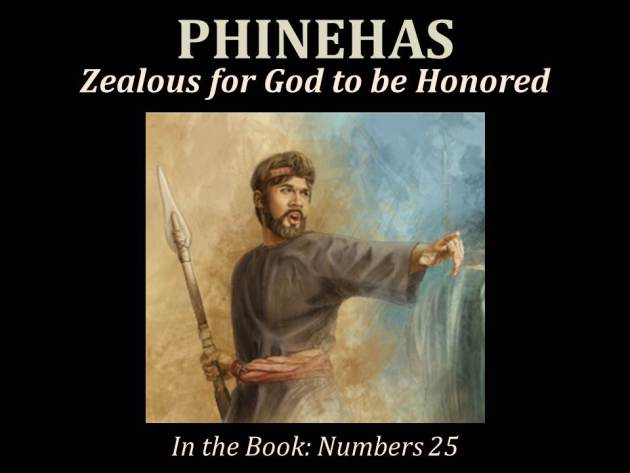 PHINEHAS
Zealous for God to be Honored
In the Book: Numbers 25